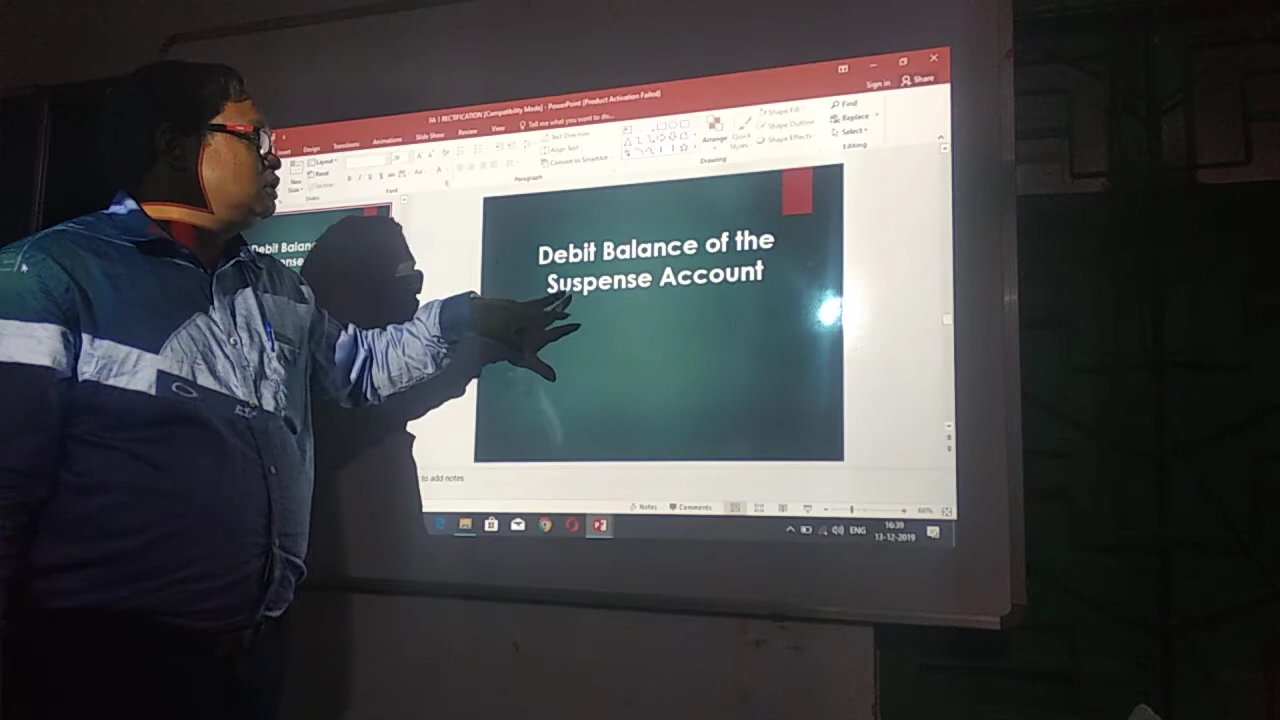 FA 1 RECTIFICATION [Compatibility Mode] - PowerPoint (Product Activation Failed)
Sign in Share
Design Transitions Animations Slide Show Review View Tell me what you want to do...
New
Slide
Layout
Reset
Section
Slides
Font
Text Direction
Align Text
Convert to SmartArt
Paragraph
Arrange
Quick
Styles
Shape Fill
Shape Outline
Shape Effects
Drawing
Find
Replace
Select
Editing
Debit Balan
ense
Debit Balance of the
Suspense Account
to add notes
Notes Comments
66%
ENG
16:39
13-12-2019